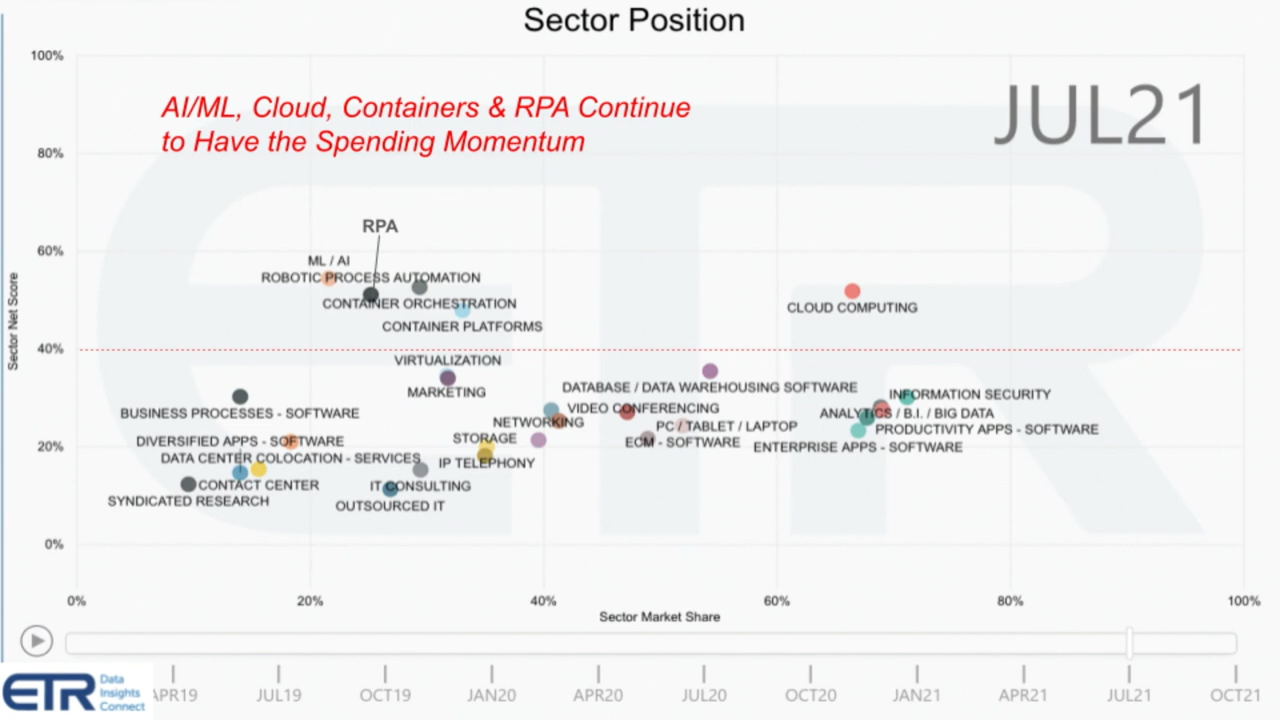 Sector Position
100%
AI/ML, Cloud, Containers & RPA Continue
to Have the Spending Momentum
JUL21
80%
RPA
60%
ML / AI
ROBOTIC PROCESS AUTOMATION
CONTAINER ORCHESTRATION
CLOUD COMPUTING
CONTAINER PLATFORMS
Sector Net Score
40%
VIRTUALIZATION
MARKETING
DATABASE / DATA WAREHOUSING SOFTWARE
INFORMATION SECURITY
BUSINESS PROCESSES - SOFTWARE
VIDEO CONFERENCING
ANALYTICS / B.I. / BIG DATA
NETWORKING
PC / TABLET / LAPTOP
PRODUCTIVITY APPS - SOFTWARE
DIVERSIFIED APPS - SOFTWARE
STORAGE
ECM - SOFTWARE
ENTERPRISE APPS - SOFTWARE
20%
DATA CENTER COLOCATION - SERVICES
IP TELEPHONY
CONTACT CENTER
IT CONSULTING
SYNDICATED RESEARCH
OUTSOURCED IT
0%
0% 20% 40% 60% 80% 100%
Sector Market Share
ETR
Data
Insights
Connect
APR19 JUL19 OCT19 JAN20 APR20 JUL20 OCT20 JAN21 APR21 JUL21 OCT21